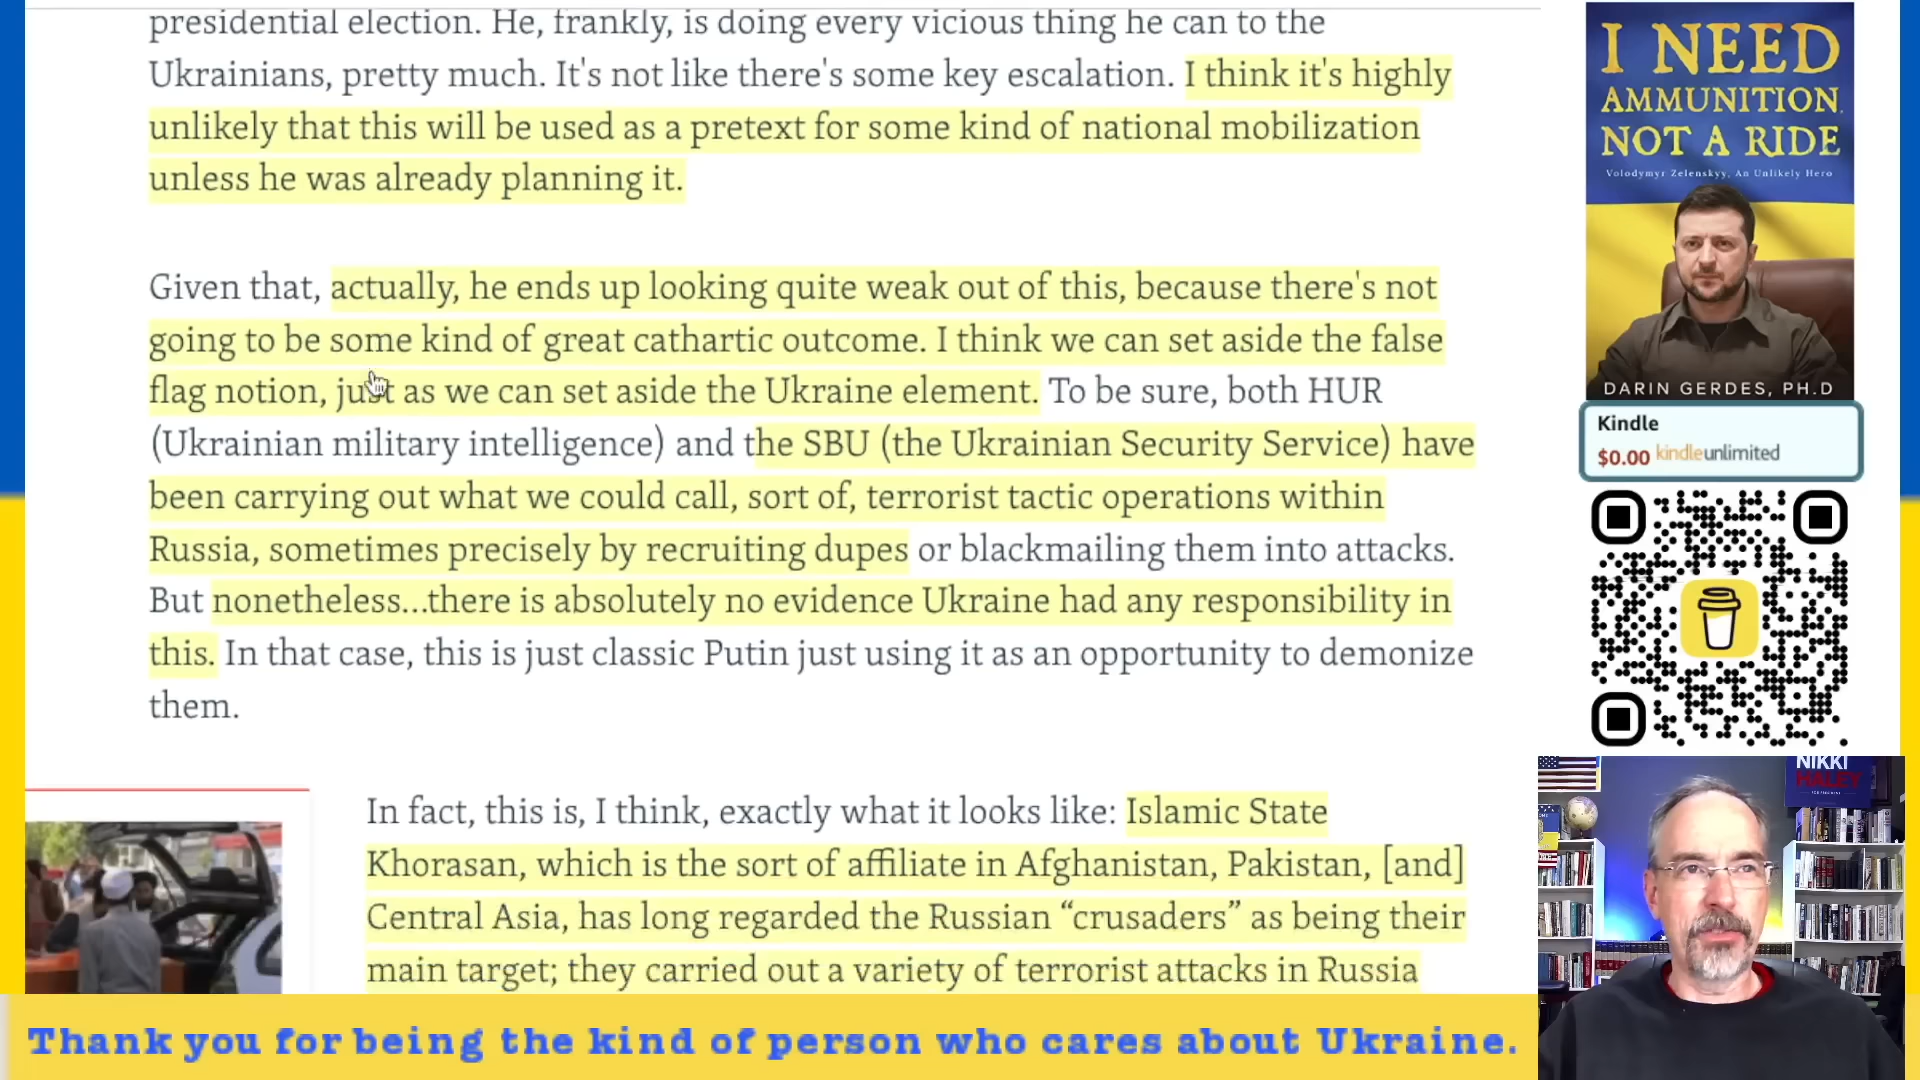 presidential election. He, frankly, is doing every vicious thing he can to the
Ukrainians, pretty much. It's not like there's some key escalation. I think it's highly
unlikely that this will be used as a pretext for some kind of national mobilization
unless he was already planning it.
Given that, actually, he ends up looking quite weak out of this, because there's not
going to be some kind of great cathartic outcome. I think we can set aside the false
flag notion, just as we can set aside the Ukraine element. To be sure, both HUR
(Ukrainian military intelligence) and the SBU (the Ukrainian Security Service) have
been carrying out what we could call, sort of, terrorist tactic operations within
Russia, sometimes precisely by recruiting dupes or blackmailing them into attacks.
But nonetheless...there is absolutely no evidence Ukraine had any responsibility in
this. In that case, this is just classic Putin just using it as an opportunity to demonize
them.
In fact, this is, I think, exactly what it looks like: Islamic State
Khorasan, which is the sort of affiliate in Afghanistan, Pakistan, [and]
Central Asia, has long regarded the Russian “crusaders” as being their
main target; they carried out a variety of terrorist attacks in Russia
I NEED
AMMUNITION,
NOT A RIDE
Volodymyr Zelenskyy, An Unlikely Hero
DARIN GERDES, PH.D
Kindle
$0.00 kindleunlimited
NIKKI
HALEY
Thank you for being the kind of person who cares about Ukraine.